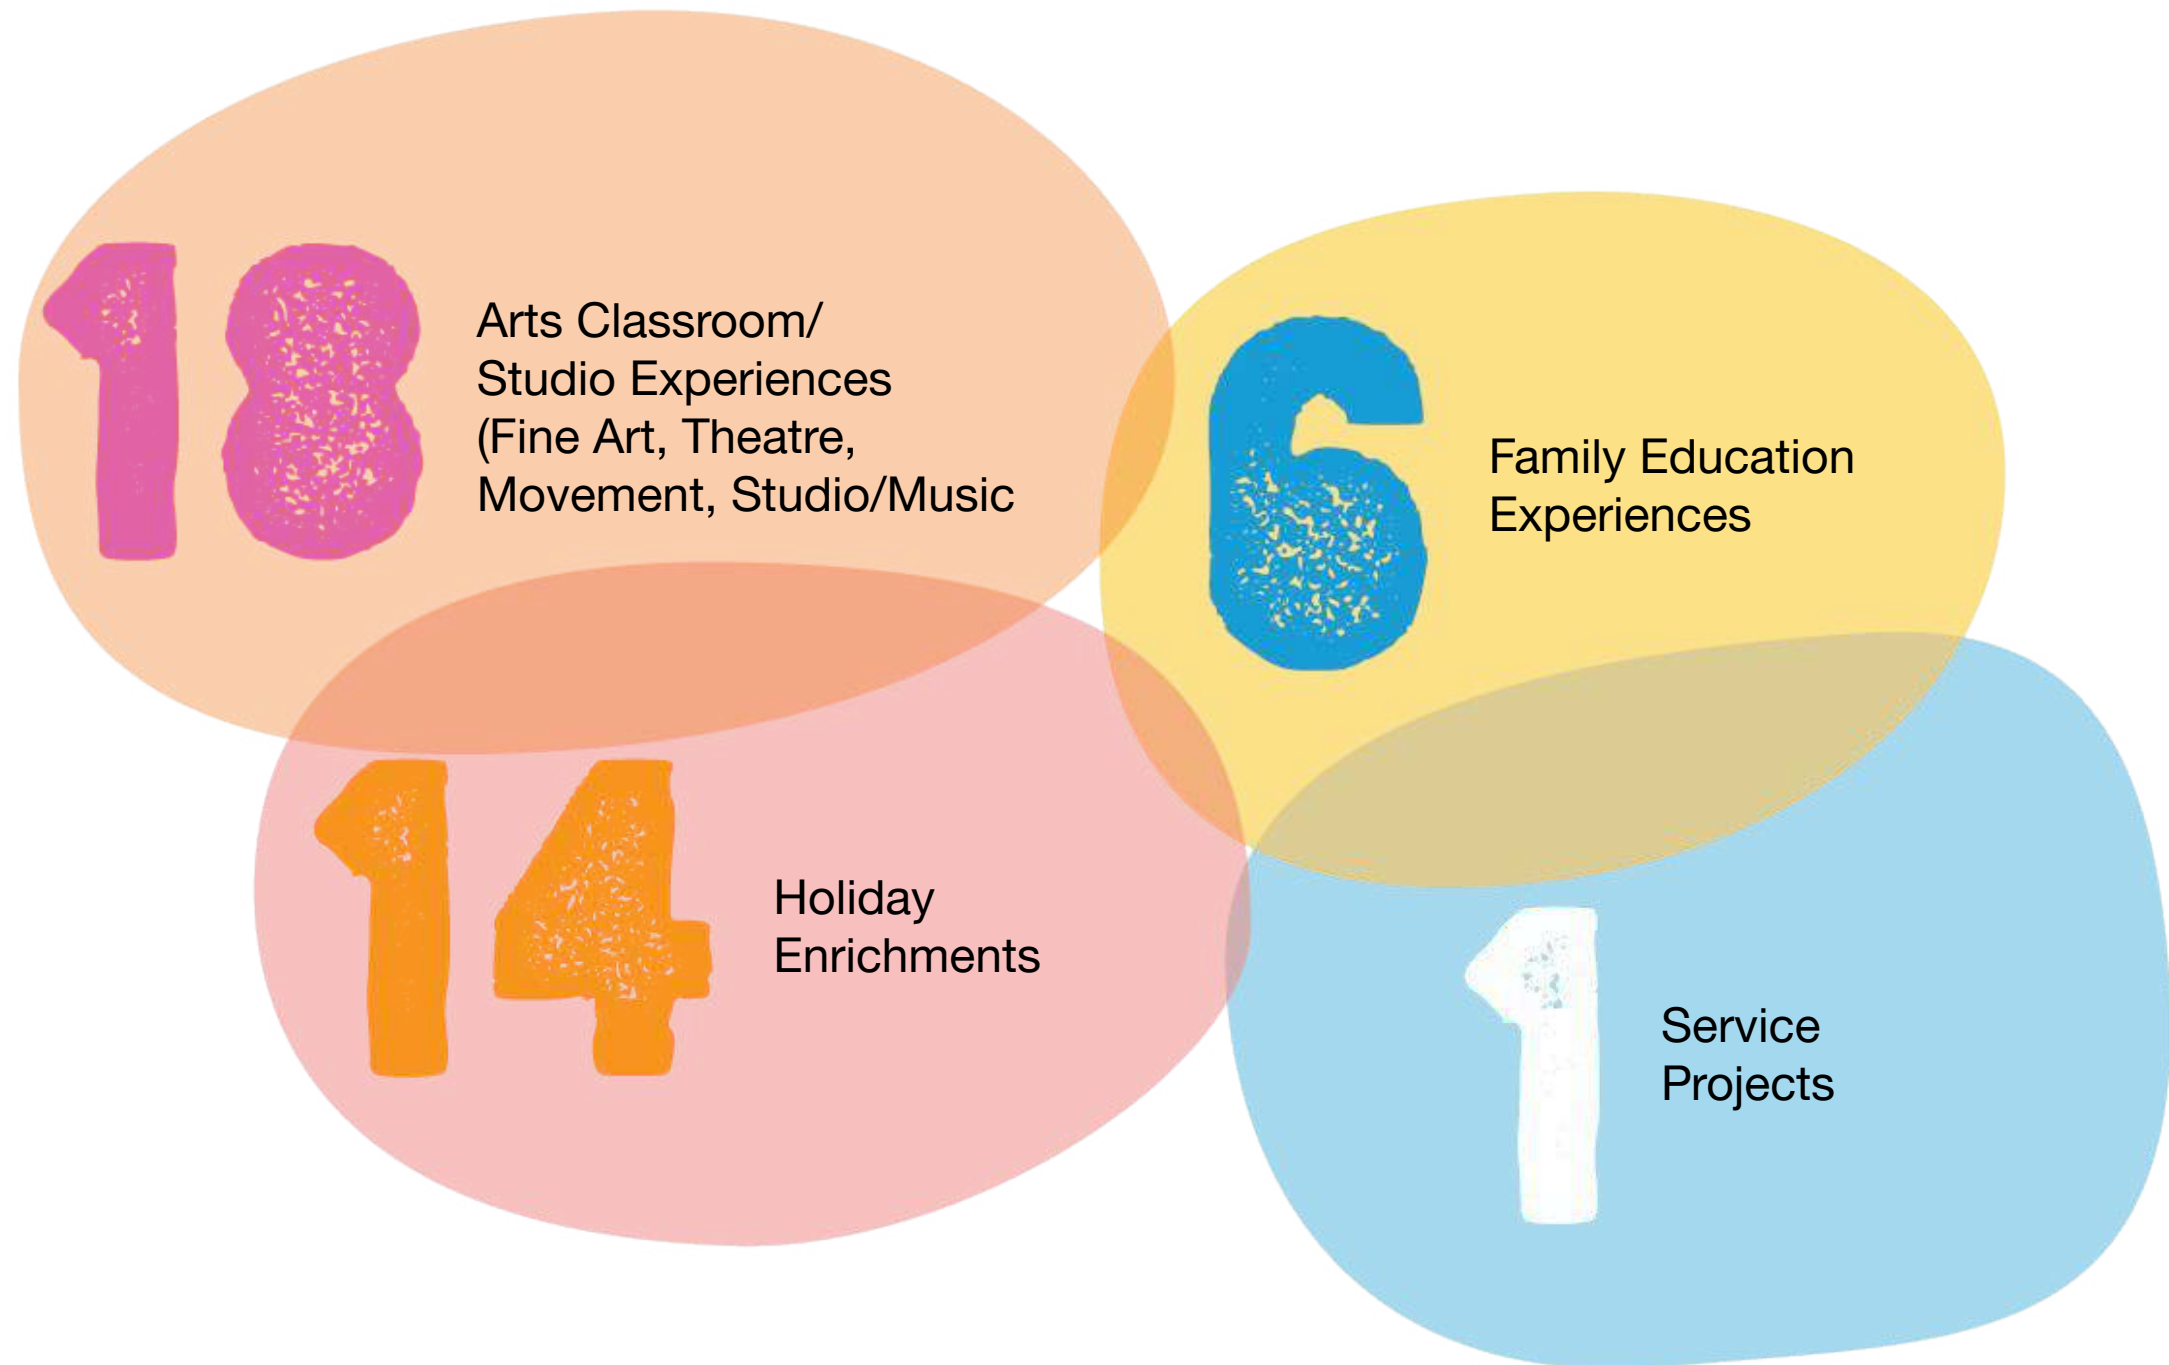 18
Arts Classroom/
Studio Experiences
(Fine Art, Theatre,
Movement, Studio/Music
6
Family Education
Experiences
14
Holiday
Enrichments
1
Service
Projects